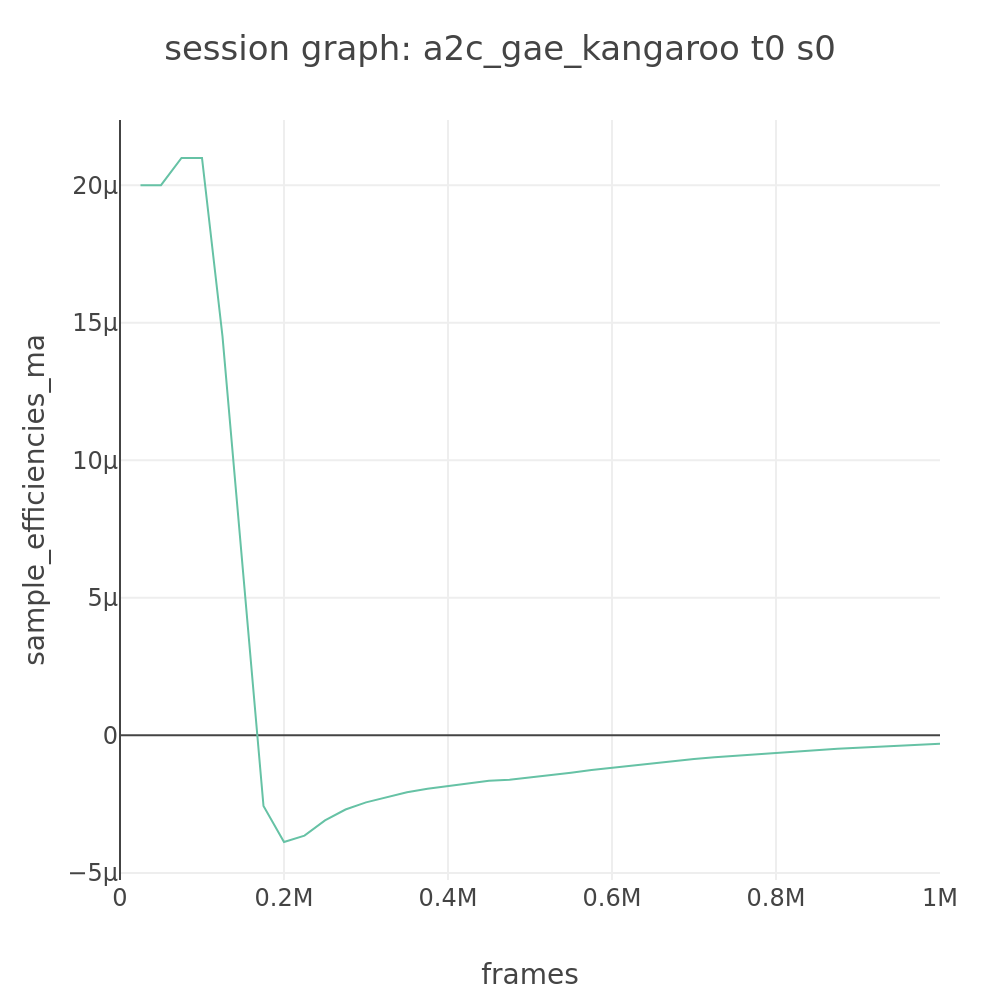 session graph: a2c_gae_kangaroo t0 s0
sample_efficiencies_ma
20μ
15μ
10μ
5μ
0
−5μ
0
0.2M
0.4M
0.6M
0.8M
1M
frames